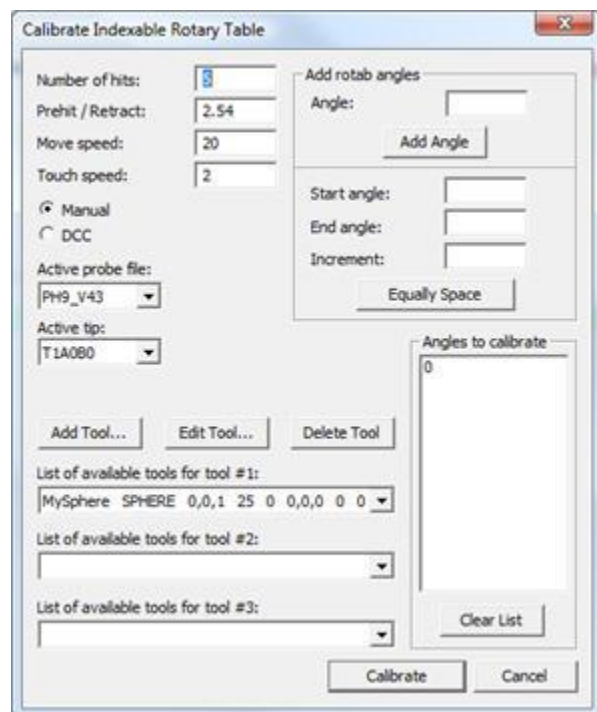 Calibrate Indexable Rotary Table
Number of hits: 5
Prehit / Retract: 2.54
Move speed: 20
Touch speed: 2
Manual
DCC
Active probe file:
PH9_V43
Active tip:
T1A0B0
Add rotab angles
Angle:
Add Angle
Start angle:
End angle:
Increment:
Equally Space
Angles to calibrate
0
Clear List
Add Tool... Edit Tool... Delete Tool
List of available tools for tool #1:
MySphere SPHERE 0,0,1 25 0 0,0,0 0 0
List of available tools for tool #2:
List of available tools for tool #3:
Calibrate Cancel